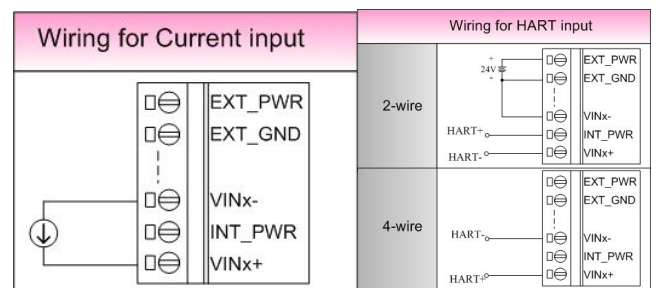 Wiring for Current input
EXT_PWR
EXT_GND
VINx-
INT_PWR
VINx+
Wiring for HART input
2-wire
+
24V
-
EXT_PWR
EXT_GND
VINx-
HART+
INT_PWR
HART-
VINx+
4-wire
EXT_PWR
EXT_GND
HART-
VINx-
INT_PWR
HART+
VINx+